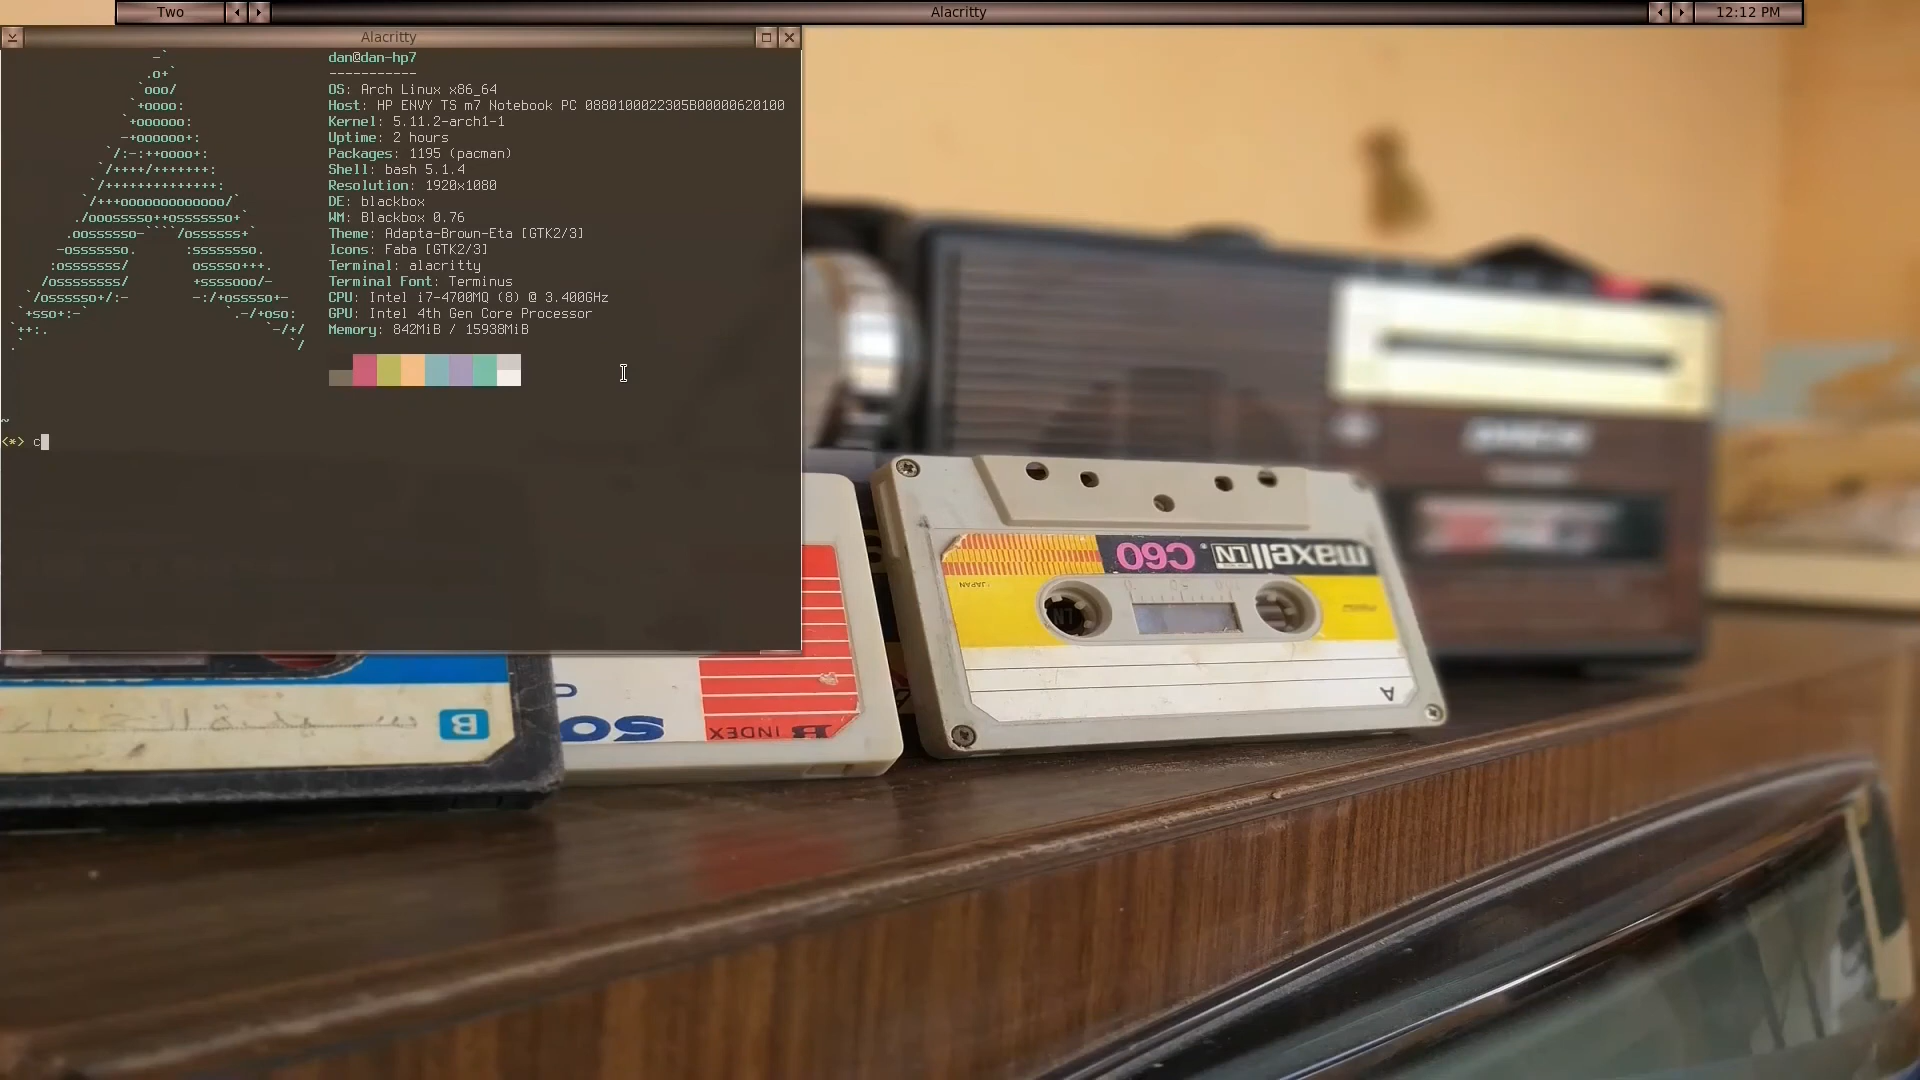 Two
Alacritty
12:12 PM
Alacritty
dan@dan-hp7
-----------
OS: Arch Linux x86_64
Host: HP ENVY TS m7 Notebook PC 0880100022305B00000620100
Kernel: 5.11.2-arch1-1
Uptime: 2 hours
Packages: 1195 (pacman)
Shell: bash 5.1.4
Resolution: 1920x1080
DE: blackbox
WM: Blackbox 0.76
Theme: Adapta-Brown-Eta [GTK2/3]
Icons: Faba [GTK2/3]
Terminal: alacritty
Terminal Font: Terminus
CPU: Intel i7-4700MQ (8) @ 3.400GHz
GPU: Intel 4th Gen Core Processor
Memory: 842MiB / 15938MiB
~
<*> c
maxell LN C60
JAPAN
A
B INDEX
SO
B